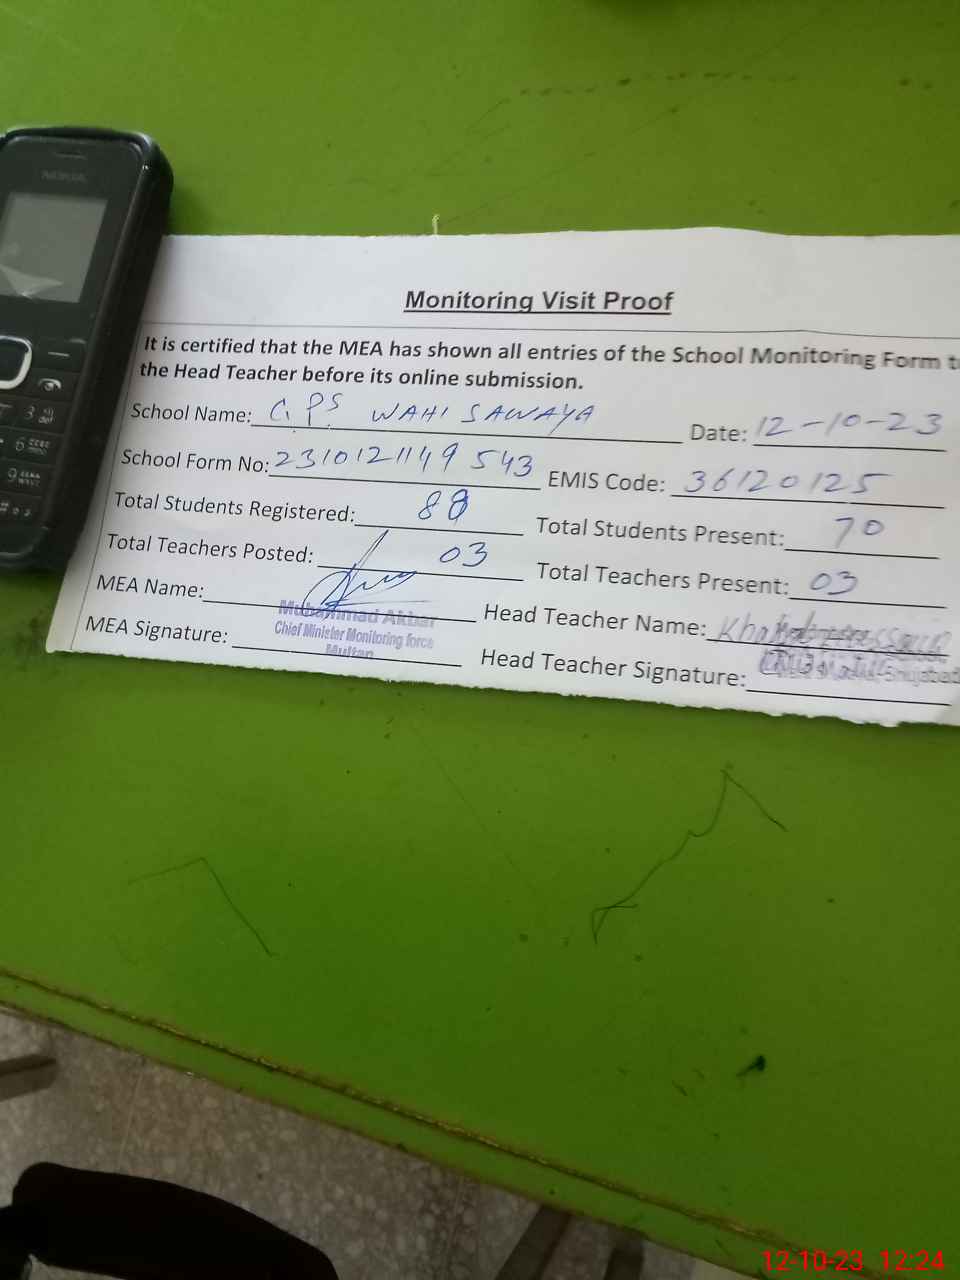 NOKIA
Monitoring Visit Proof
It is certified that the MEA has shown all entries of the School Monitoring Form to
the Head Teacher before its online submission.
School Name: G.P.S WAHI SAWAYA Date: 12-10-23
School Form No: 2310121149543 EMIS Code: 36120125
Total Students Registered: 88 Total Students Present: 70
Total Teachers Posted: 03 Total Teachers Present: 03
MEA Name: Head Teacher Name:
Muhammad Akbar
Chief Minister Monitoring force
Multan
MEA Signature: Head Teacher Signature:
12-10-23 12:24